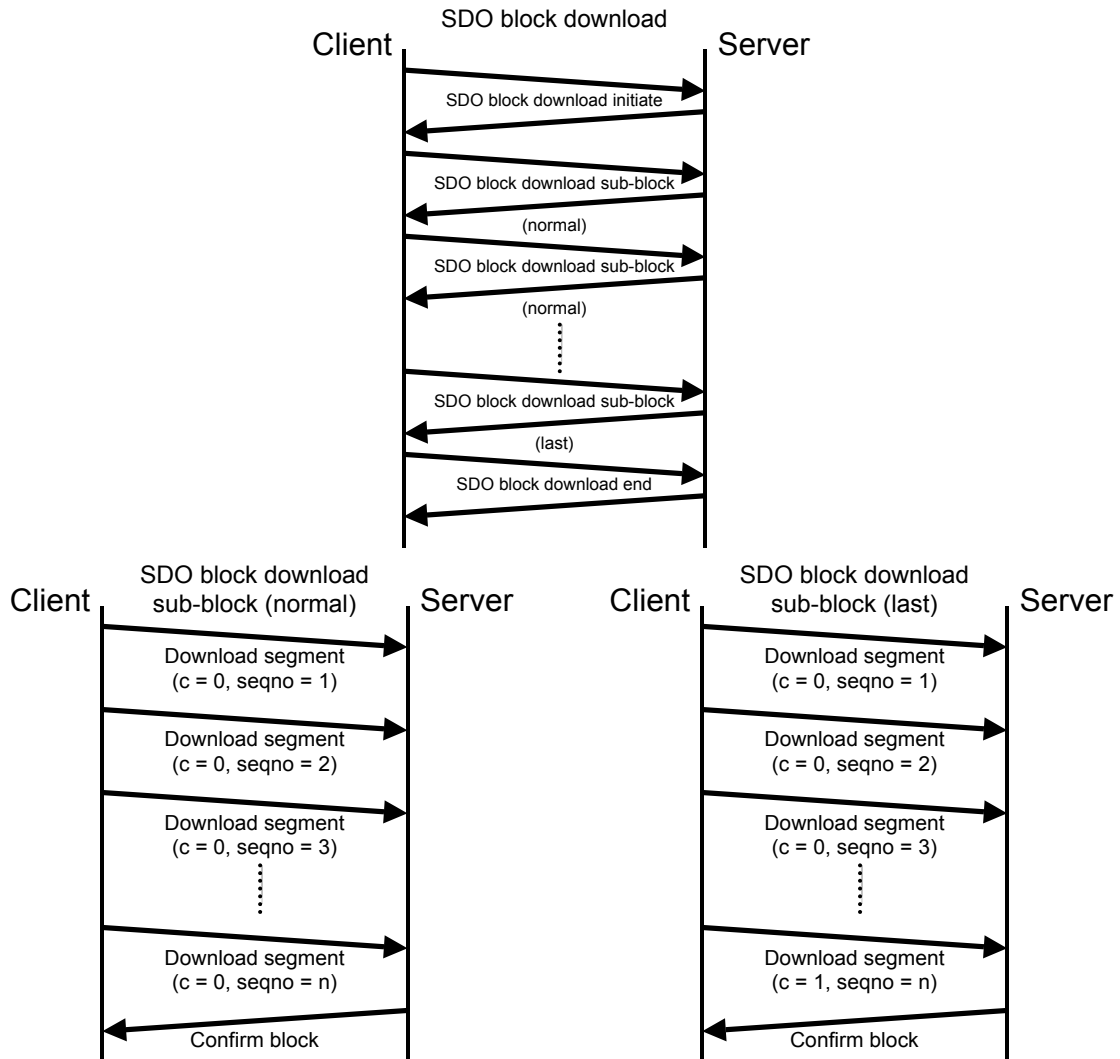 SDO block download
Client
Server
SDO block download initiate
SDO block download sub-block
(normal)
SDO block download sub-block
(normal)
SDO block download sub-block
(last)
SDO block download end
SDO block download
sub-block (normal)
Client
Server
Download segment
(c = 0, seqno = 1)
Download segment
(c = 0, seqno = 2)
Download segment
(c = 0, seqno = 3)
Download segment
(c = 0, seqno = n)
Confirm block
SDO block download
sub-block (last)
Client
Server
Download segment
(c = 0, seqno = 1)
Download segment
(c = 0, seqno = 2)
Download segment
(c = 0, seqno = 3)
Download segment
(c = 1, seqno = n)
Confirm block